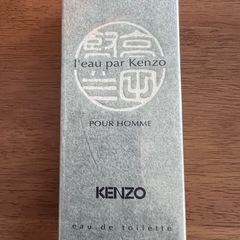 l'eau par Kenzo
POUR HOMME
KENZO
eau de toilette